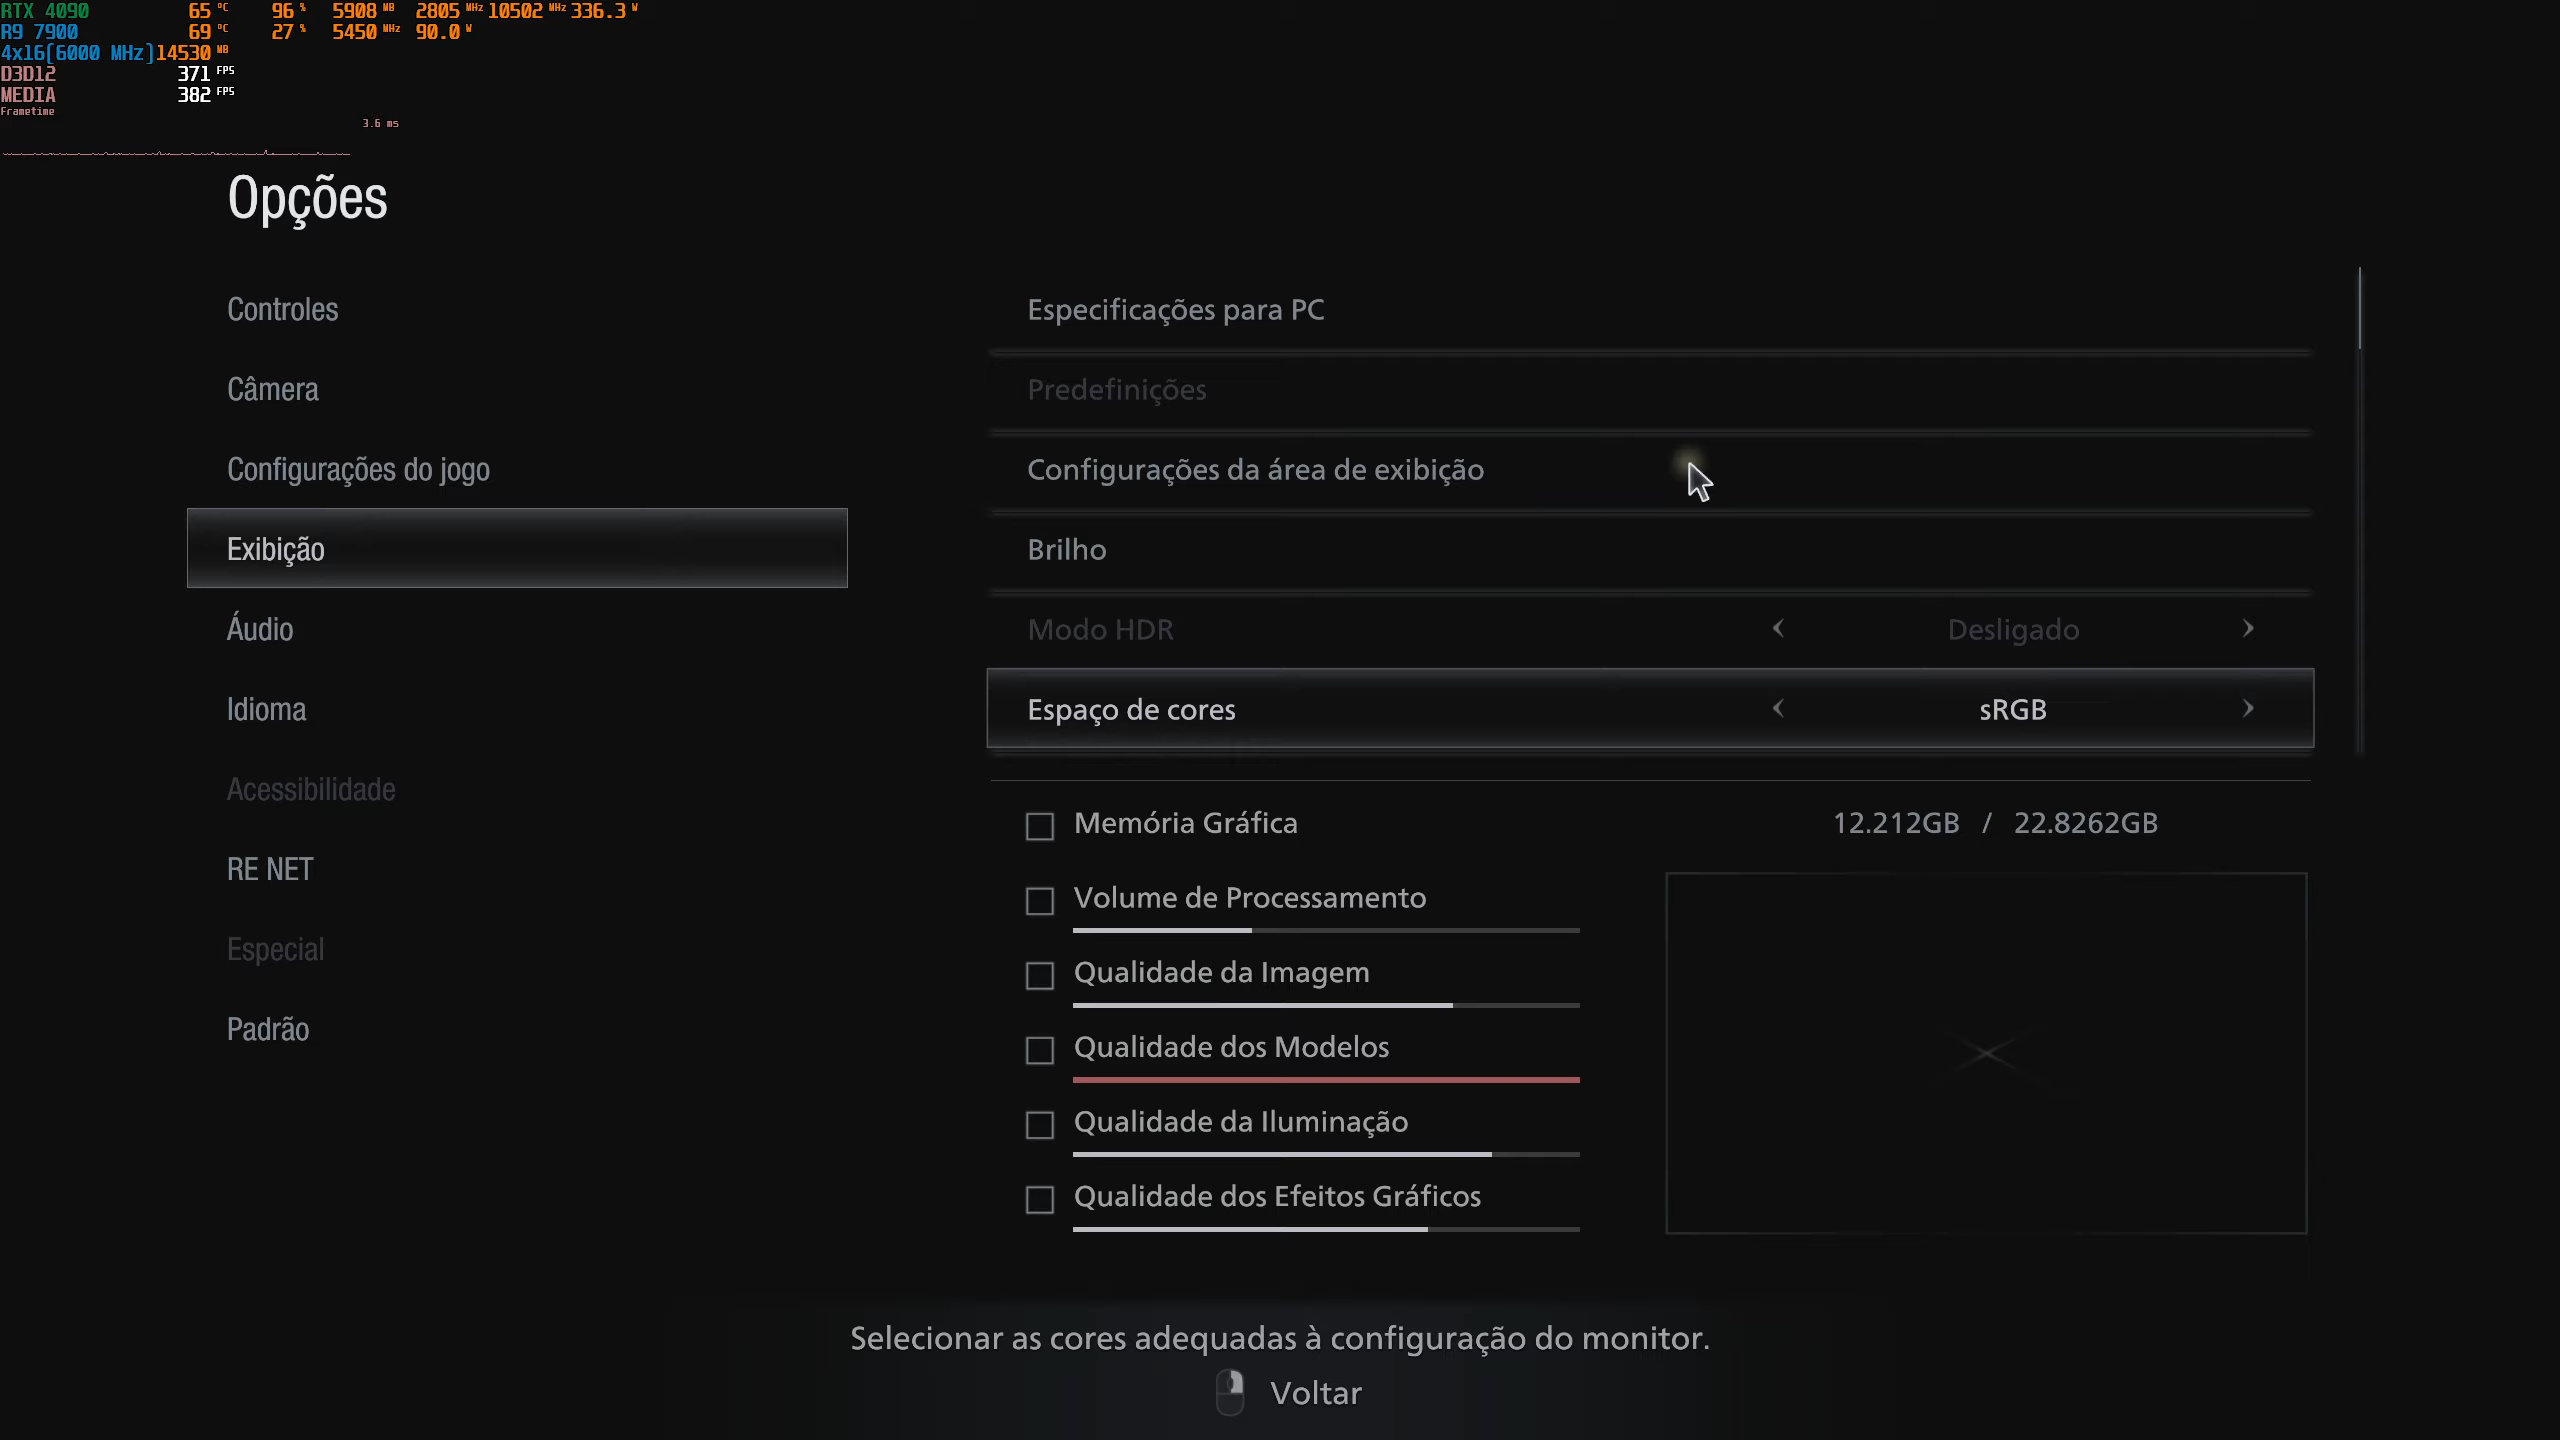 RTX 4090 65 °C 96 % 5908 MB 2805 MHz 10502 MHz 336.3 W
R9 7900 69 °C 27 % 5450 MHz 90.0 W
4x16[6000 MHz]14530 MB
D3D12 371 FPS
MEDIA 382 FPS
Frametime
3.6 ms
Opções
Controles
Câmera
Configurações do jogo
Exibição
Áudio
Idioma
Acessibilidade
RE NET
Especial
Padrão
Especificações para PC
Predefinições
Configurações da área de exibição
Brilho
Modo HDR Desligado
Espaço de cores sRGB
Memória Gráfica 12.212GB / 22.8262GB
Volume de Processamento
Qualidade da Imagem
Qualidade dos Modelos
Qualidade da Iluminação
Qualidade dos Efeitos Gráficos
Selecionar as cores adequadas à configuração do monitor.
Voltar